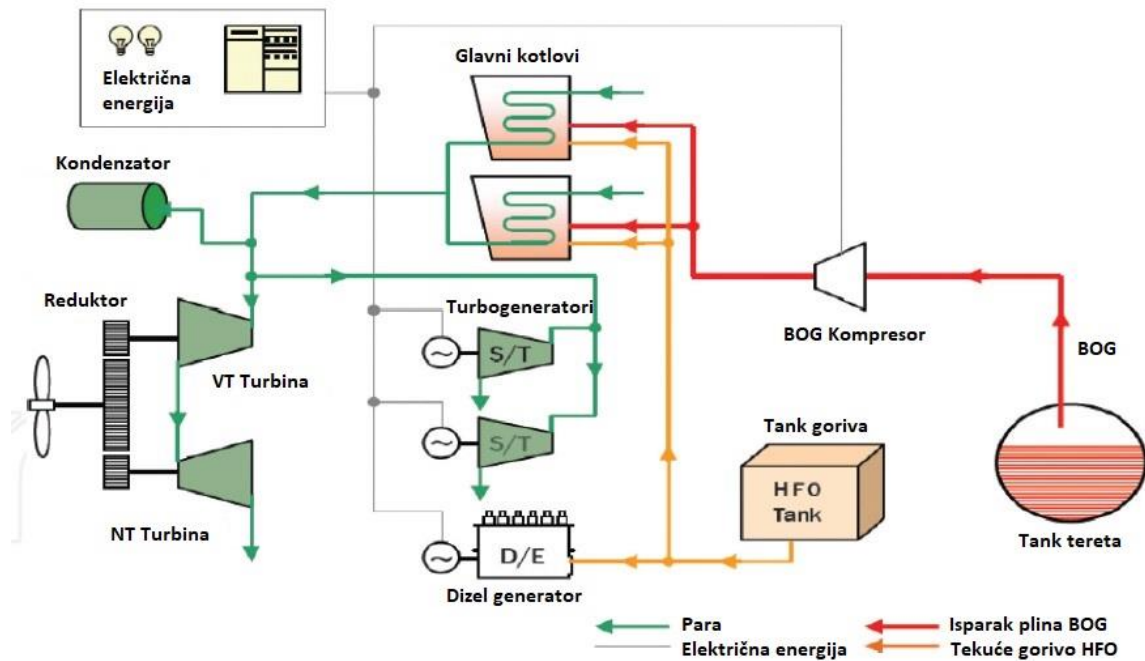 Električna
energija
Glavni kotlovi
Kondenzator
Reduktor
Turbogeneratori
BOG Kompresor
BOG
VT Turbina
S/T
S/T
Tank goriva
HFO
Tank
NT Turbina
D/E
Tank tereta
Dizel generator
Para
Isparak plina BOG
Električna energija
Tekuće gorivo HFO